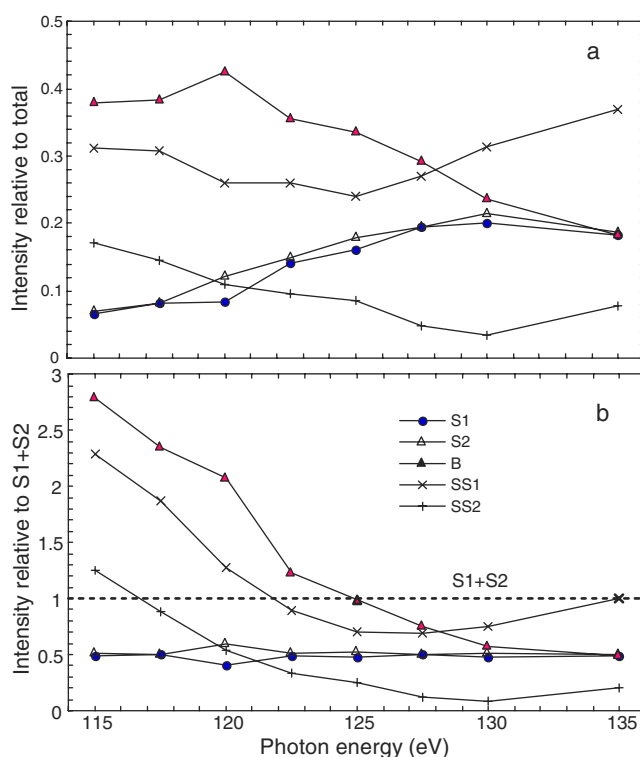 0.5
a
0.4
0.3
0.2
0.1
0
Intensity relative to total
3
b
2.5
S1
S2
2
B
SS1
1.5
SS2
S1+S2
1
0.5
0
Intensity relative to S1+S2
115 120 125 130 135
Photon energy (eV)